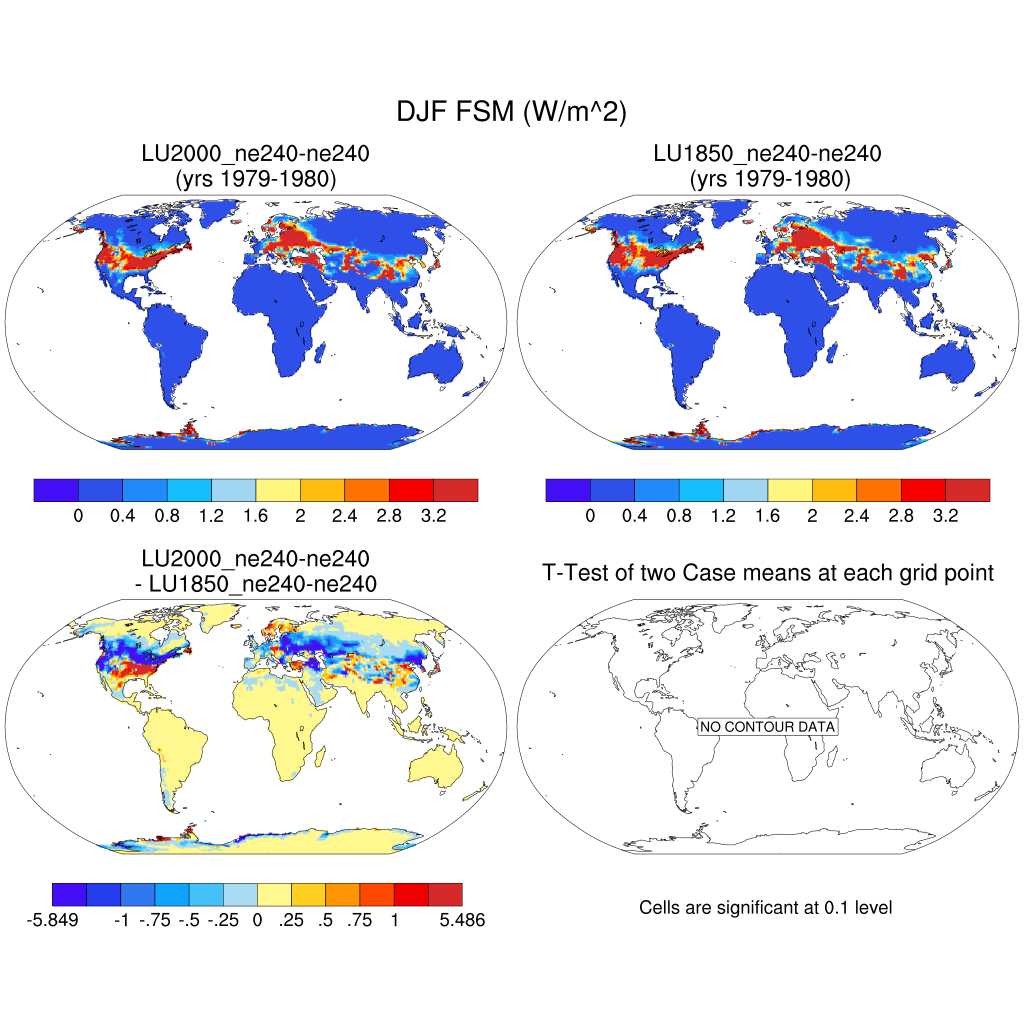 DJF FSM (W/m^2)
LU2000_ne240-ne240
(yrs 1979-1980)
LU1850_ne240-ne240
(yrs 1979-1980)
0 0.4 0.8 1.2 1.6 2 2.4 2.8 3.2
0 0.4 0.8 1.2 1.6 2 2.4 2.8 3.2
LU2000_ne240-ne240
- LU1850_ne240-ne240
T-Test of two Case means at each grid point
NO CONTOUR DATA
-5.849 -1 -.75 -.5 -.25 0 .25 .5 .75 1 5.486
Cells are significant at 0.1 level